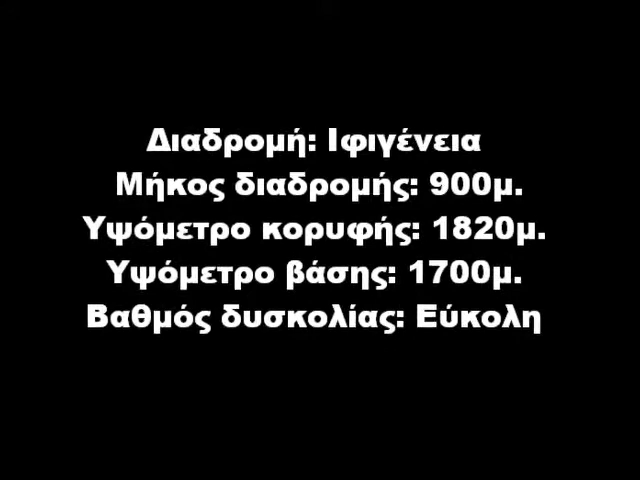 Διαδρομή: Ιφιγένεια
Μήκος διαδρομής: 900μ.
Υψόμετρο κορυφής: 1820μ.
Υψόμετρο βάσης: 1700μ.
Βαθμός δυσκολίας: Εύκολη